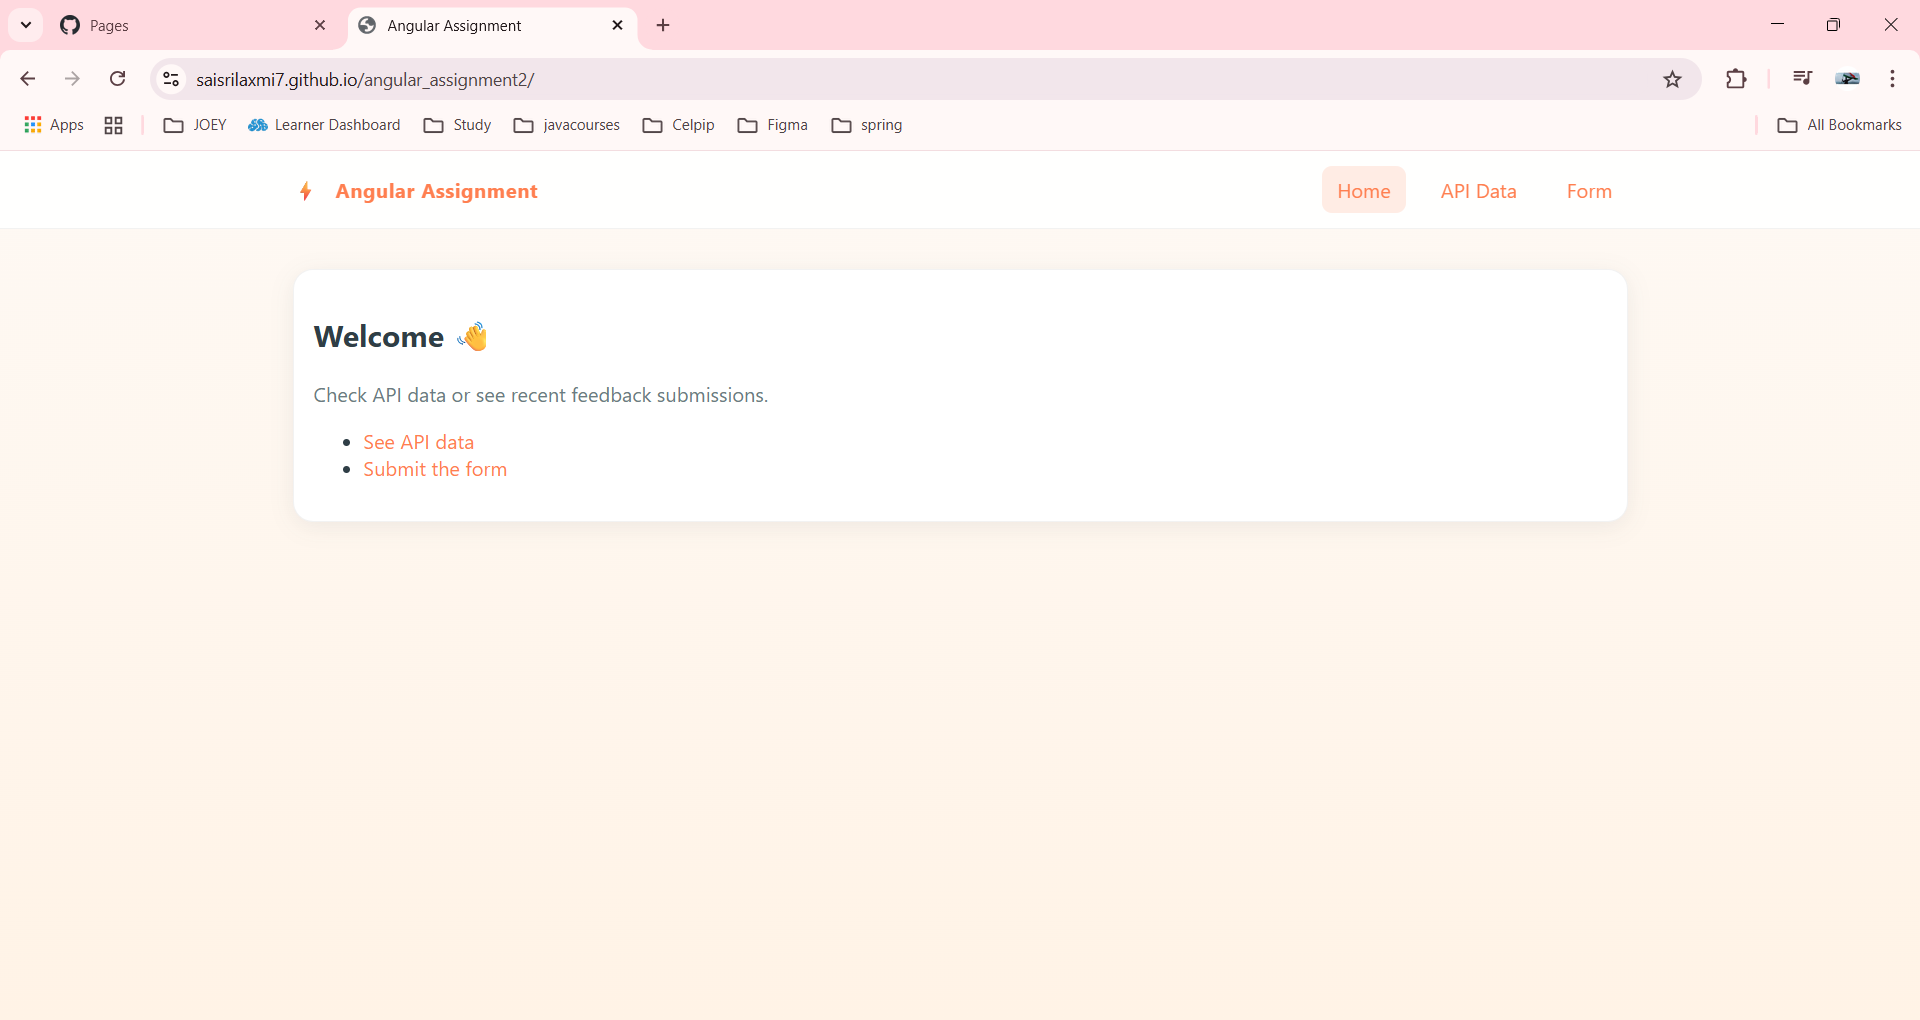 Pages
Angular Assignment
saisrilaxmi7.github.io/angular_assignment2/
Apps JOEY Learner Dashboard Study javacourses Celpip Figma spring All Bookmarks
Angular Assignment Home API Data Form
Welcome 👋
Check API data or see recent feedback submissions.
• See API data
• Submit the form